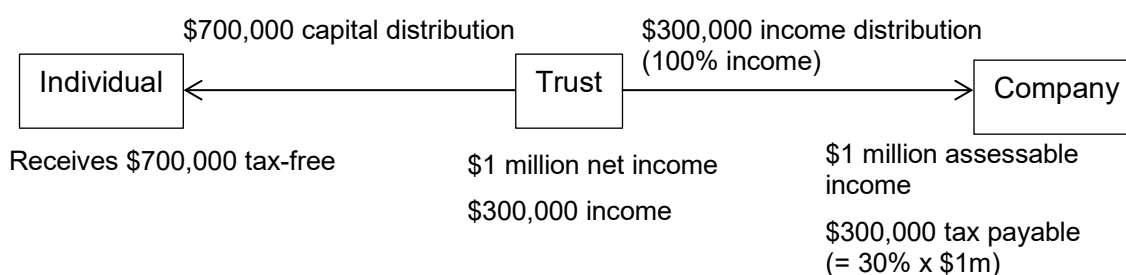 $700,000 capital distribution
$300,000 income distribution
(100% income)
Individual
Trust
Company
Receives $700,000 tax-free
$1 million net income
$300,000 income
$1 million assessable
income
$300,000 tax payable
(= 30% x $1m)